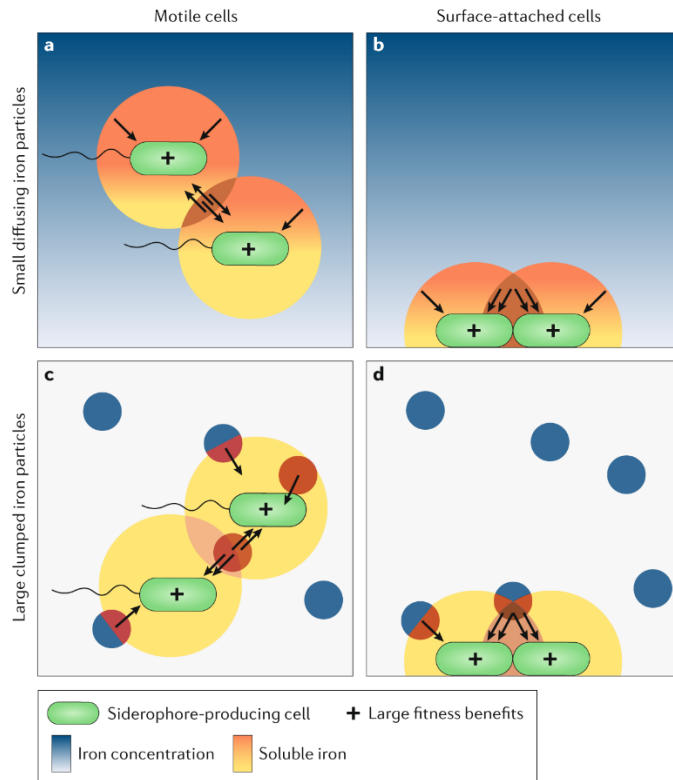 Motile cells
Surface-attached cells
Small diffusing iron particles
a
b
Large clumped iron particles
c
d
+
+
+
+
+
+
+
+
Siderophore-producing cell
+ Large fitness benefits
Iron concentration
Soluble iron